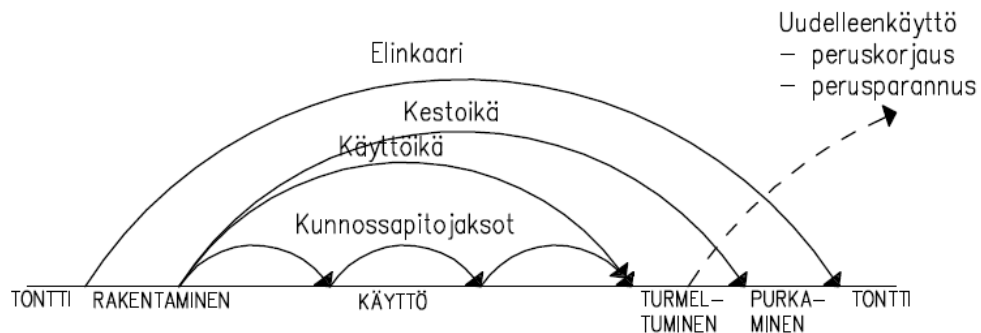 Uudelleenkäyttö
– peruskorjaus
– perusparannus
Elinkaari
Kestoikä
Käyttöikä
Kunnossapitojaksot
TONTTI RAKENTAMINEN KÄYTTÖ TURMEL- PURKA- TONTTI
TUMINEN MINEN